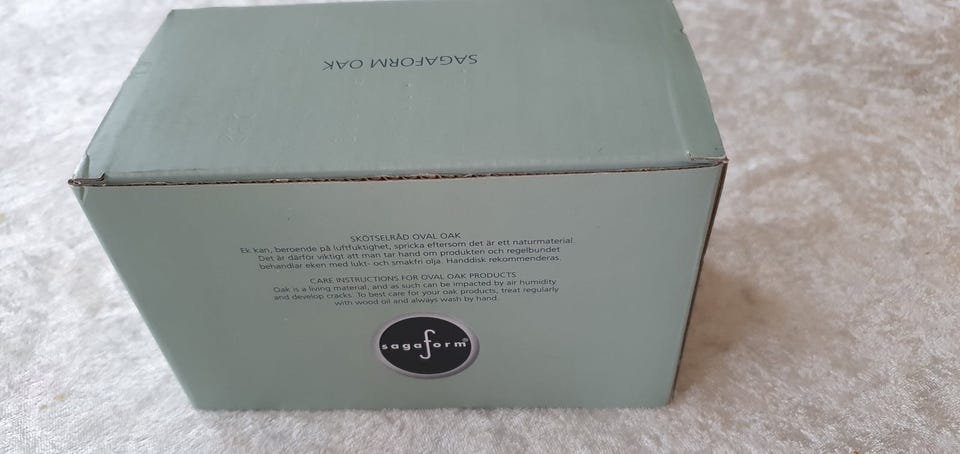 SAGAFORM OAK
SKÖTSELRÅD OVAL OAK
Ek kan, beroende på luftfuktighet, spricka eftersom det är ett naturmaterial.
Det är därför viktigt att man tar hand om produkten och regelbundet
behandlar eken med lukt- och smakfri olja. Handdisk rekommenderas.
CARE INSTRUCTIONS FOR OVAL OAK PRODUCTS
Oak is a living material, and as such can be impacted by air humidity
and develop cracks. To best care for your oak products, treat regularly
with wood oil and always wash by hand.
sagaform®